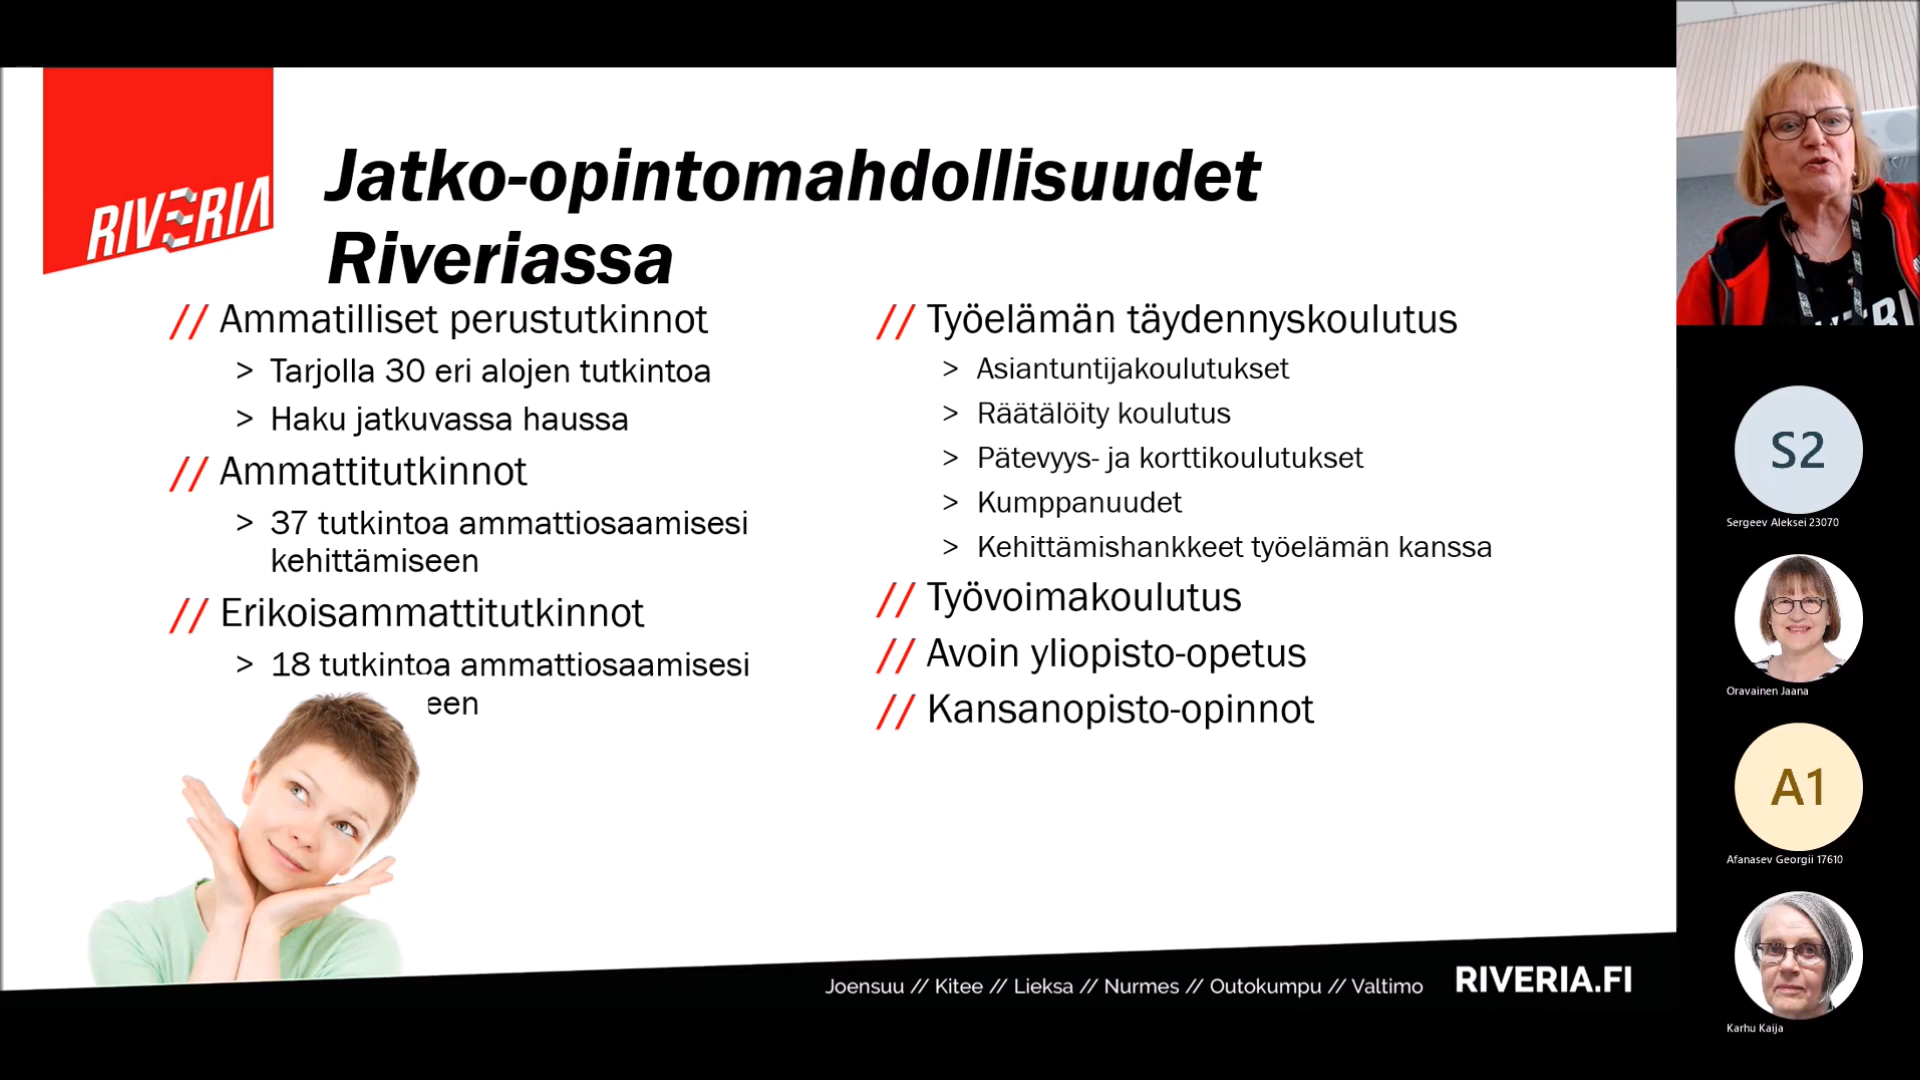 RIVERIA
Jatko-opintomahdollisuudet
Riveriassa
// Ammatilliset perustutkinnot
> Tarjolla 30 eri alojen tutkintoa
> Haku jatkuvassa haussa
// Ammattitutkinnot
> 37 tutkintoa ammattiosaamisesi
kehittämiseen
// Erikoisammattitutkinnot
> 18 tutkintoa ammattiosaamisesi
een
// Työelämän täydennyskoulutus
> Asiantuntijakoulutukset
> Räätälöity koulutus
> Pätevyys- ja korttikoulutukset
> Kumppanuudet
> Kehittämishankkeet työelämän kanssa
// Työvoimakoulutus
// Avoin yliopisto-opetus
// Kansanopisto-opinnot
Joensuu // Kitee // Lieksa // Nurmes // Outokumpu // Valtimo
RIVERIA.FI
S2
Sergeev Aleksei 23070
Oravainen Jaana
A1
Afanasev Georgii 17610
Karhu Kaija